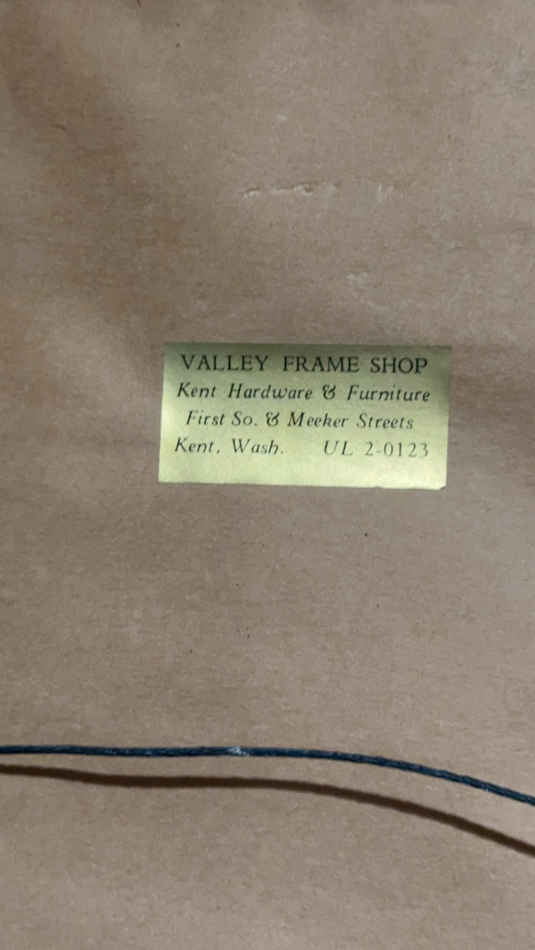 VALLEY FRAME SHOP
Kent Hardware & Furniture
First So. & Meeker Streets
Kent, Wash. UL 2-0123